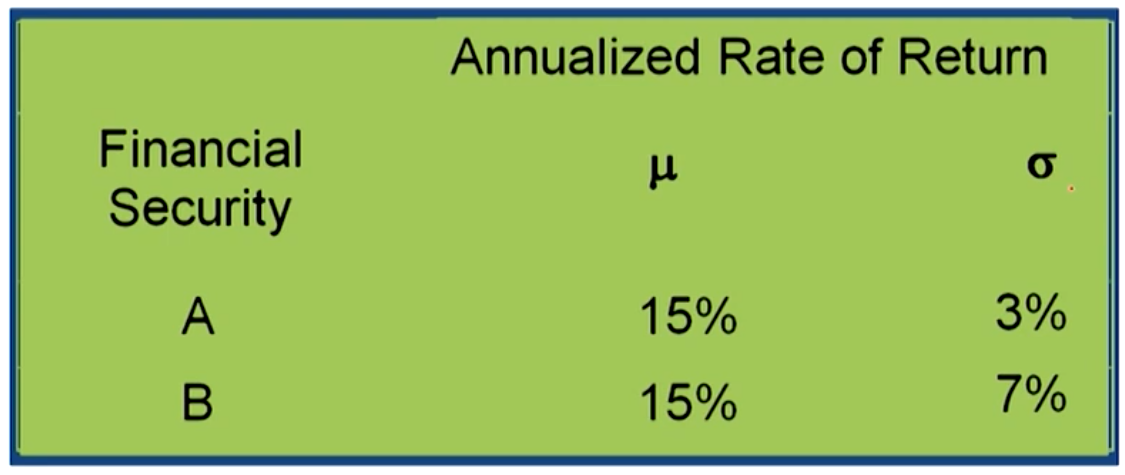 Annualized Rate of Return
Financial
Security
μ σ
A 15% 3%
B 15% 7%